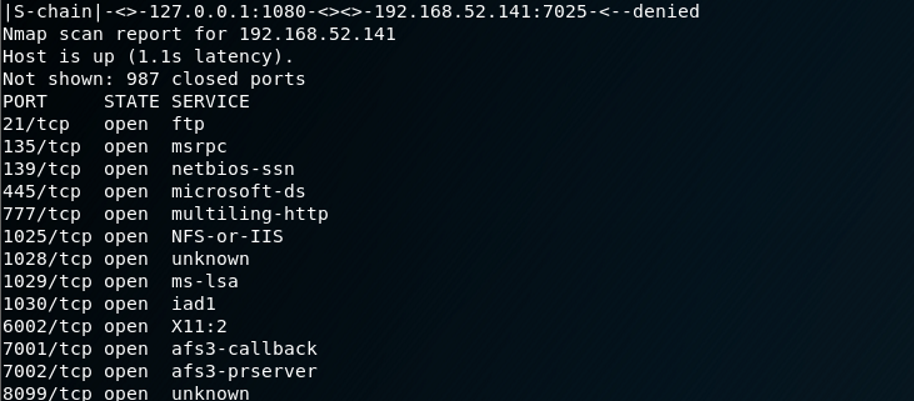 |S-chain|-<>-127.0.0.1:1080-<><>-192.168.52.141:7025-<--denied
Nmap scan report for 192.168.52.141
Host is up (1.1s latency).
Not shown: 987 closed ports
PORT     STATE SERVICE
21/tcp   open  ftp
135/tcp  open  msrpc
139/tcp  open  netbios-ssn
445/tcp  open  microsoft-ds
777/tcp  open  multiling-http
1025/tcp open  NFS-or-IIS
1028/tcp open  unknown
1029/tcp open  ms-lsa
1030/tcp open  iad1
6002/tcp open  X11:2
7001/tcp open  afs3-callback
7002/tcp open  afs3-prserver
8099/tcp open  unknown